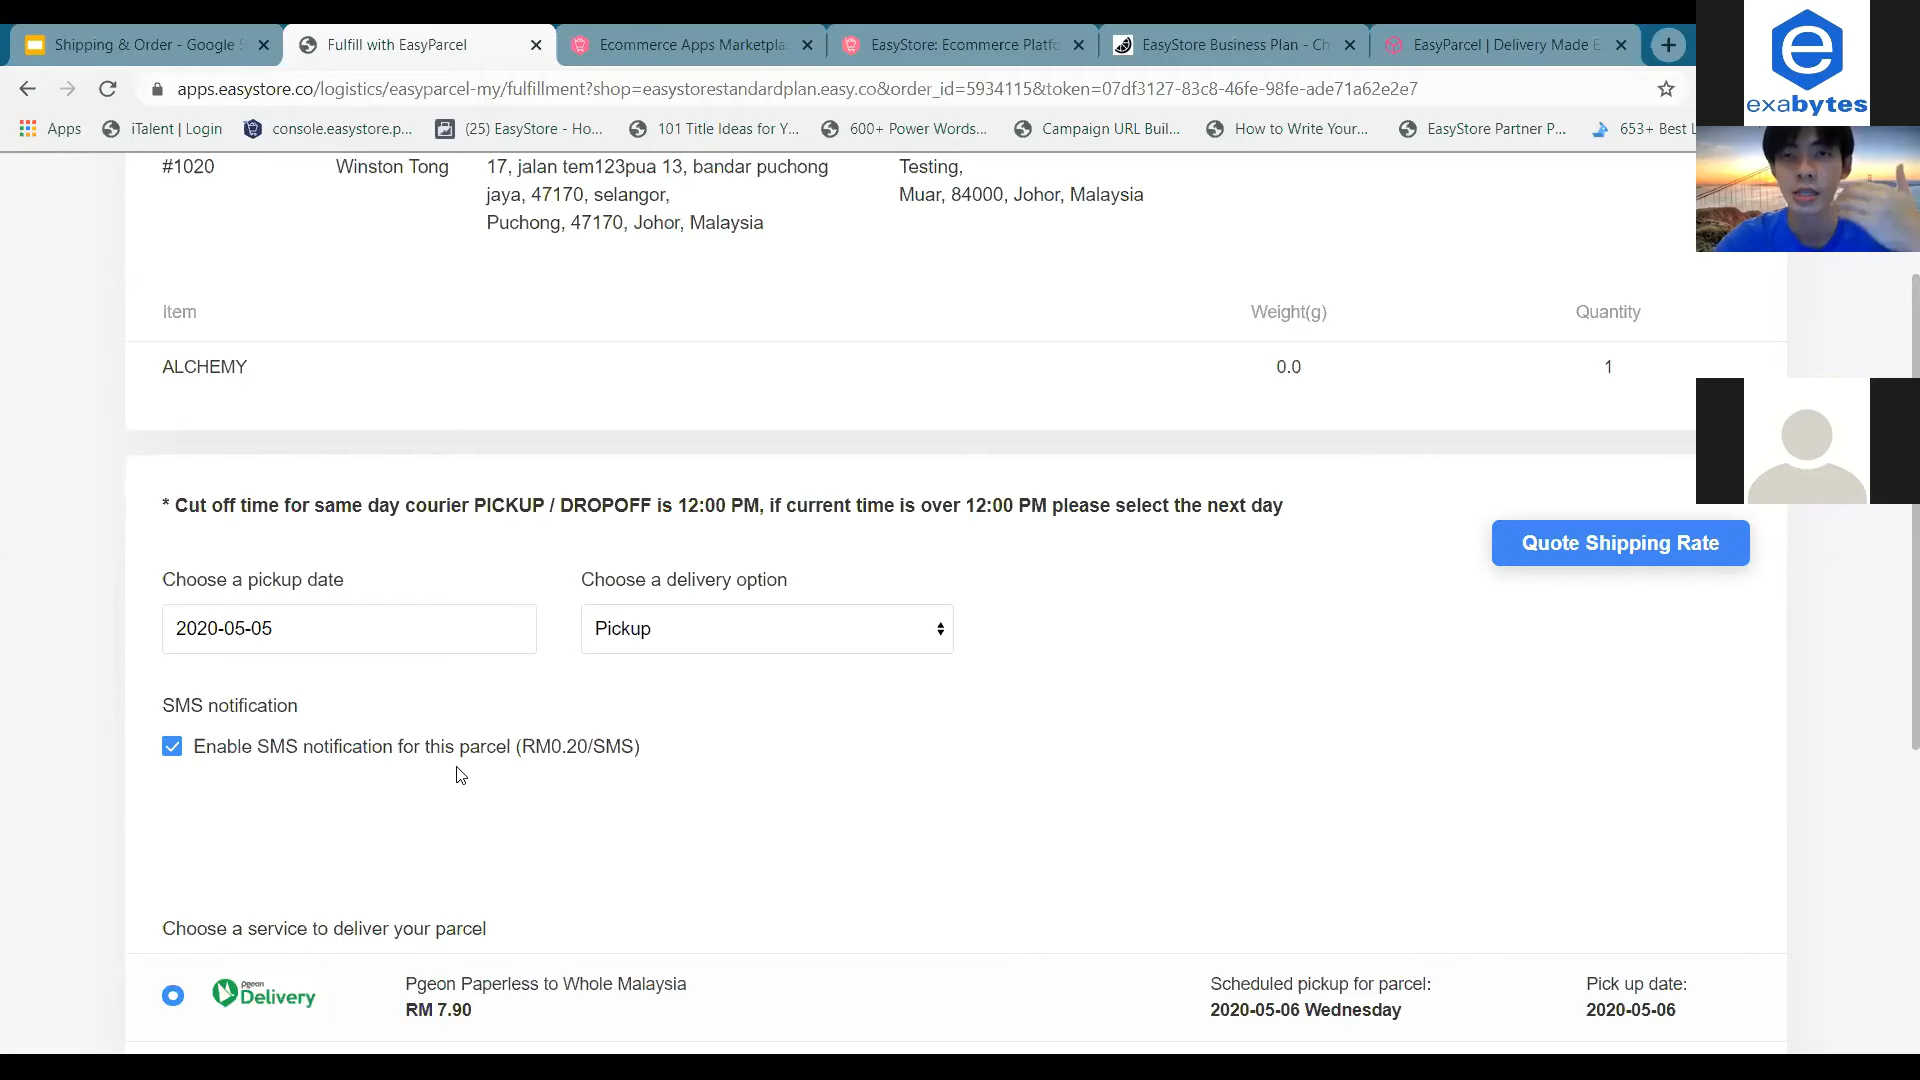 Shipping & Order - Google S
Fulfill with EasyParcel
Ecommerce Apps Marketpla
EasyStore: Ecommerce Platfo
EasyStore Business Plan - Ch
EasyParcel | Delivery Made E
apps.easystore.co/logistics/easyparcel-my/fulfillment?shop=easystorestandardplan.easy.co&order_id=5934115&token=07df3127-83c8-46fe-98fe-ade71a62e2e7
Apps
iTalent | Login
console.easystore.p...
(25) EasyStore - Ho...
101 Title Ideas for Y...
600+ Power Words...
Campaign URL Buil...
How to Write Your...
EasyStore Partner P...
653+ Best L
exabytes
#1020
Winston Tong
17, jalan tem123pua 13, bandar puchong
jaya, 47170, selangor,
Puchong, 47170, Johor, Malaysia
Testing,
Muar, 84000, Johor, Malaysia
Item
Weight(g)
Quantity
ALCHEMY
0.0
1
* Cut off time for same day courier PICKUP / DROPOFF is 12:00 PM, if current time is over 12:00 PM please select the next day
Quote Shipping Rate
Choose a pickup date
Choose a delivery option
2020-05-05
Pickup
SMS notification
Enable SMS notification for this parcel (RM0.20/SMS)
Choose a service to deliver your parcel
pgeon
Delivery
Pgeon Paperless to Whole Malaysia
RM 7.90
Scheduled pickup for parcel:
2020-05-06 Wednesday
Pick up date:
2020-05-06